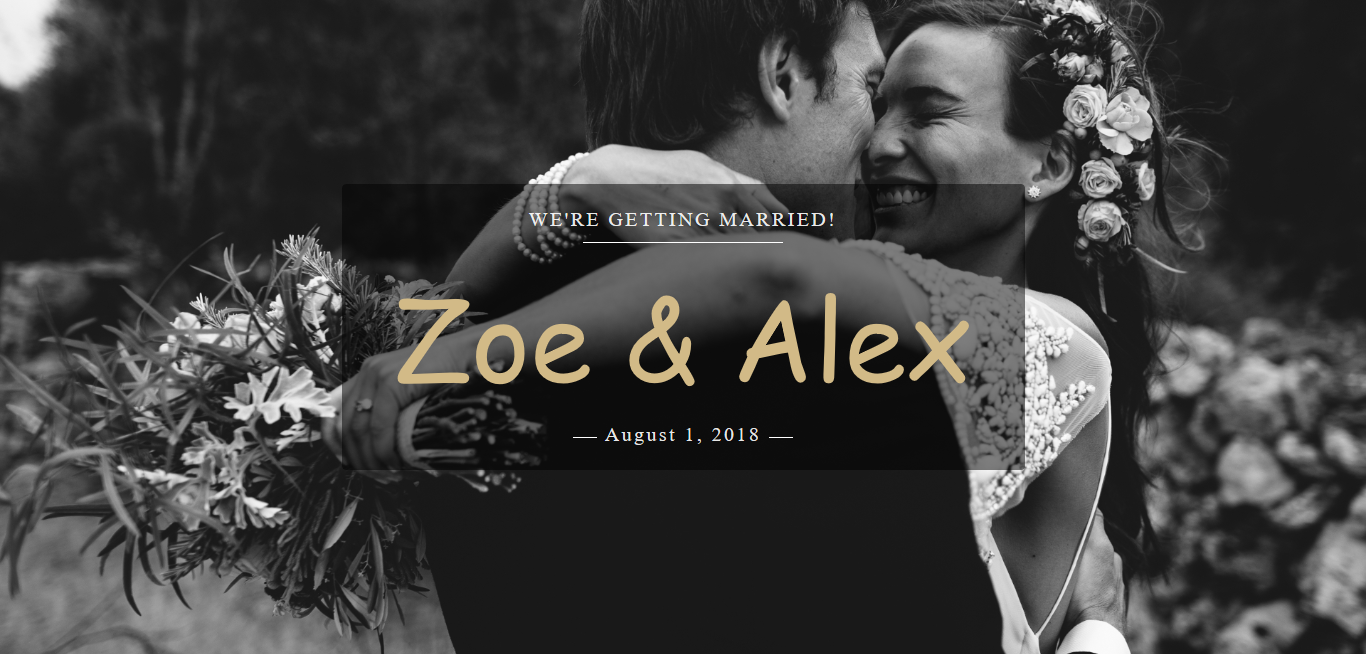 WE'RE GETTING MARRIED!
Zoe & Alex
— August 1, 2018 —